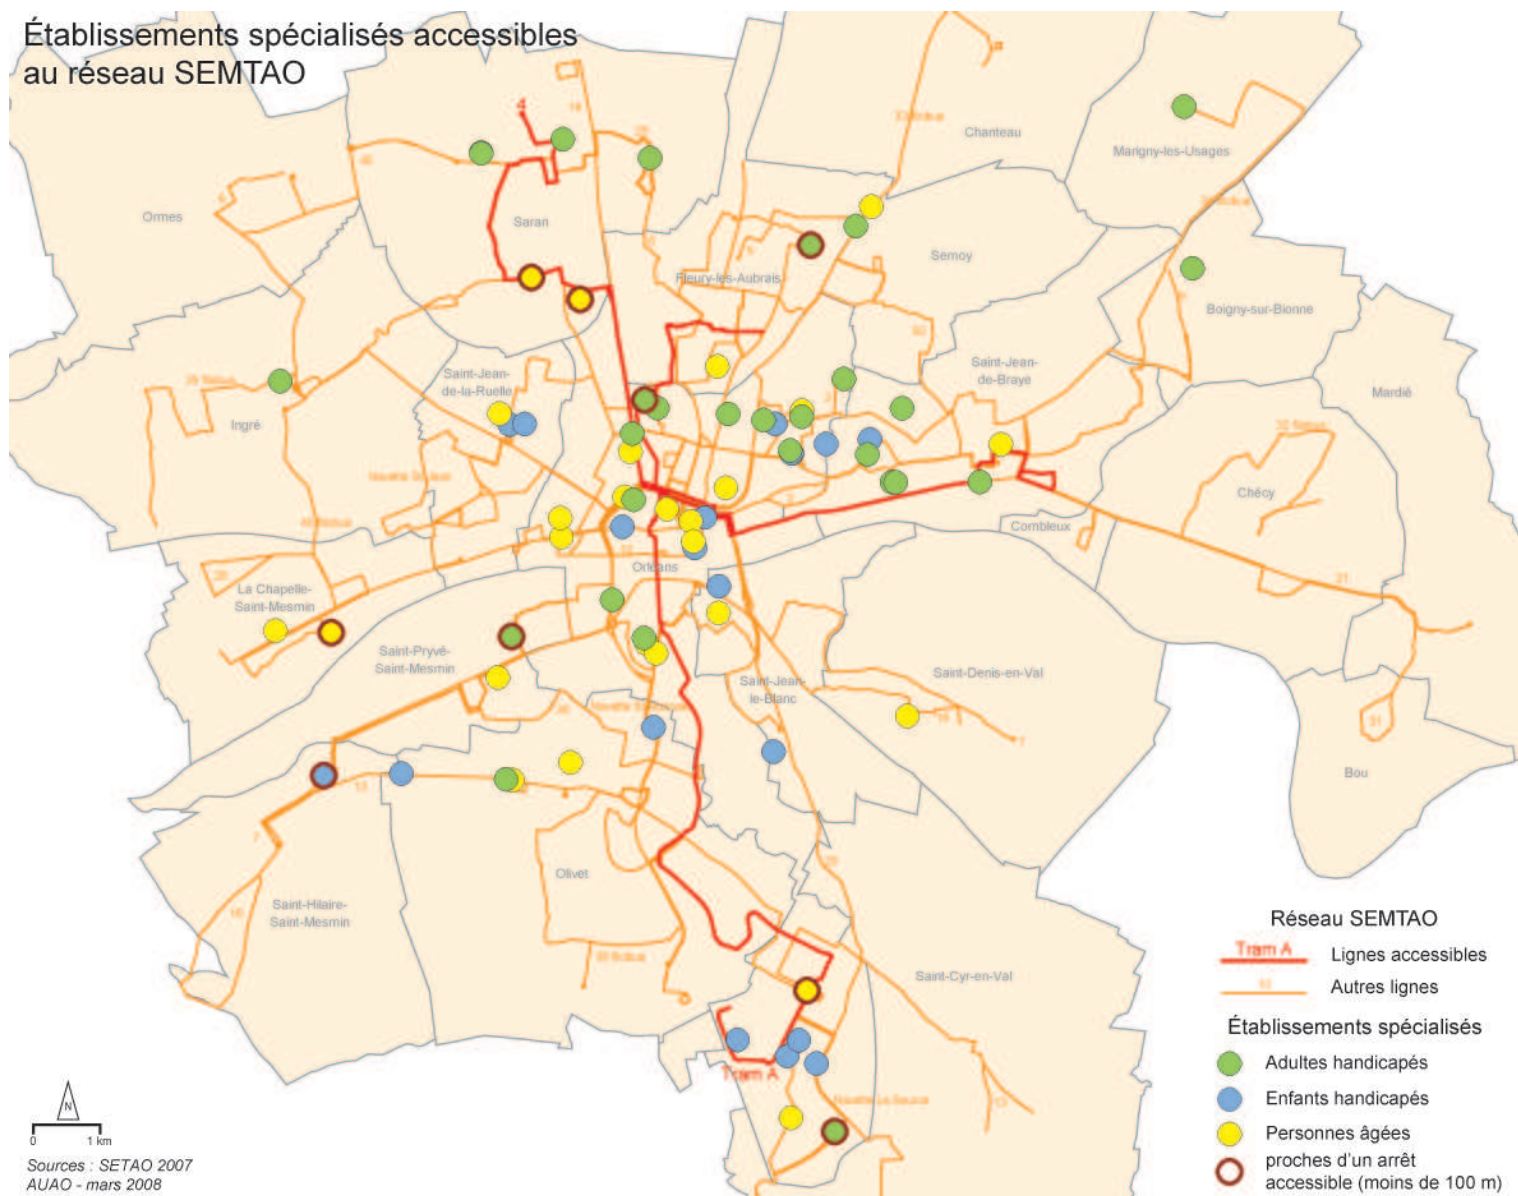 Établissements spécialisés accessibles
au réseau SEMTAO
4
Chanteau
Marigny-les-Usages
Ormes
Saran
Fleury-les-Aubrais
Semoy
Boigny-sur-Bionne
Saint-Jean-
de-la-Ruelle
Saint-Jean-
de-Braye
Mardié
Ingré
Chécy
Combleux
Orléans
La Chapelle-
Saint-Mesmin
31
Saint-Pryvé-
Saint-Mesmin
Saint-Jean-
le-Blanc
Saint-Denis-en-Val
31
Bou
13
Olivet
Saint-Hilaire-
Saint-Mesmin
Saint-Cyr-en-Val
Tram A
Réseau SEMTAO
Tram A
Lignes accessibles
Autres lignes
Établissements spécialisés
Adultes handicapés
Enfants handicapés
Personnes âgées
proches d'un arrêt
accessible (moins de 100 m)
N
0 1 km
Sources : SETAO 2007
AUAO - mars 2008